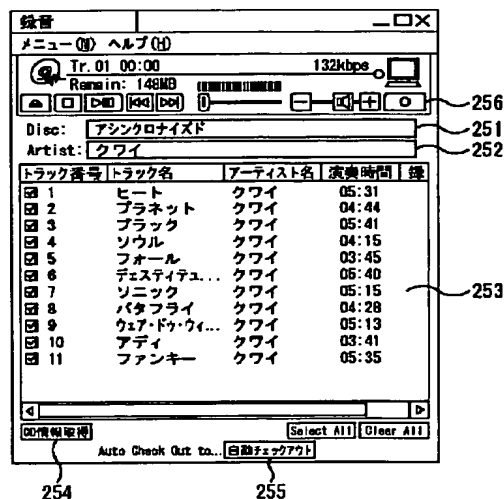 録音
メニュー(N) ヘルプ(H)
Tr. 01 00:00 132kbps
Remain: 148MB
256
Disc: アシンクロナイズド 251
Artist: クワイ 252
トラック番号 トラック名 アーティスト名 演奏時間 録
1 ヒート クワイ 05:31
2 プラネット クワイ 04:44
3 ブラック クワイ 05:41
4 ソウル クワイ 04:15
5 フォール クワイ 03:45
6 デェスティテュ... クワイ 05:40
7 ソニック クワイ 05:15
253
8 バタフライ クワイ 04:28
9 ウェア・ドゥ・ウィ... クワイ 05:13
10 アディ クワイ 03:41
11 ファンキー クワイ 05:35
CD情報取得 Select All Clear All
Auto Check Out to... 自動チェックアウト
254 255